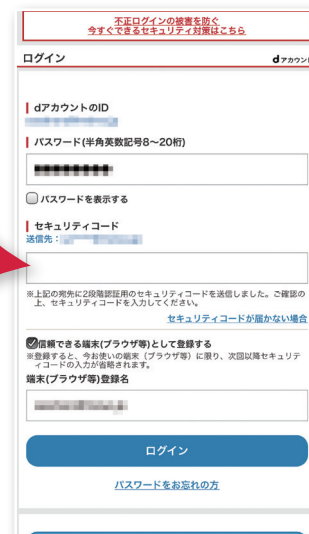 不正ログインの被害を防ぐ
今すぐできるセキュリティ対策はこちら
ログイン
dアカウント
dアカウントのID
パスワード(半角英数記号8～20桁)
パスワードを表示する
セキュリティコード
送信先：
※上記の宛先に2段階認証用のセキュリティコードを送信しました。ご確認の
上、セキュリティコードを入力してください。
セキュリティコードが届かない場合
信頼できる端末(ブラウザ等)として登録する
※登録すると、今お使いの端末（ブラウザ等）に限り、次回以降セキュリテ
ィコードの入力が省略されます。
端末(ブラウザ等)登録名
ログイン
パスワードをお忘れの方